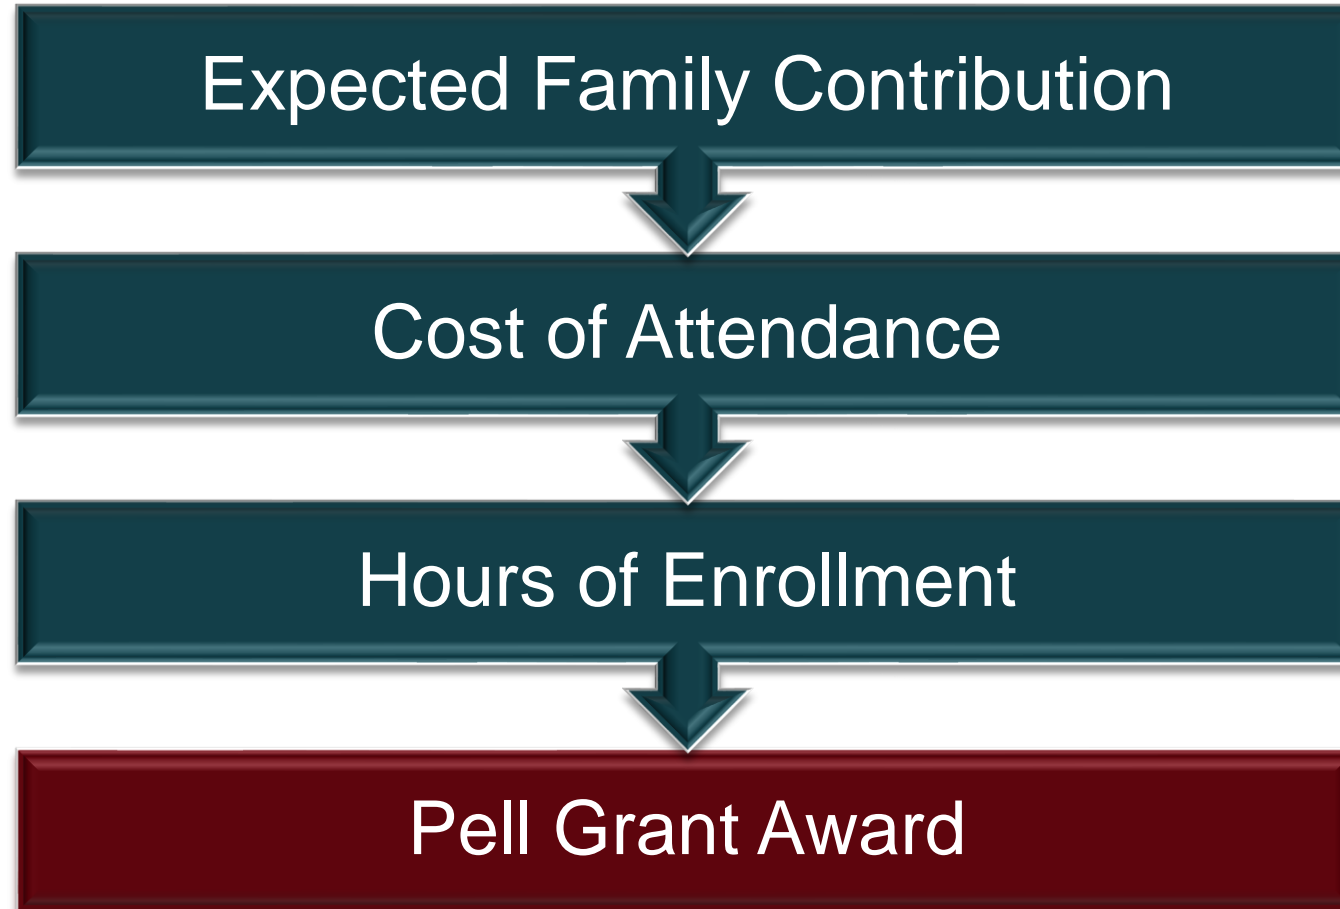 Expected Family Contribution
Cost of Attendance
Hours of Enrollment
Pell Grant Award